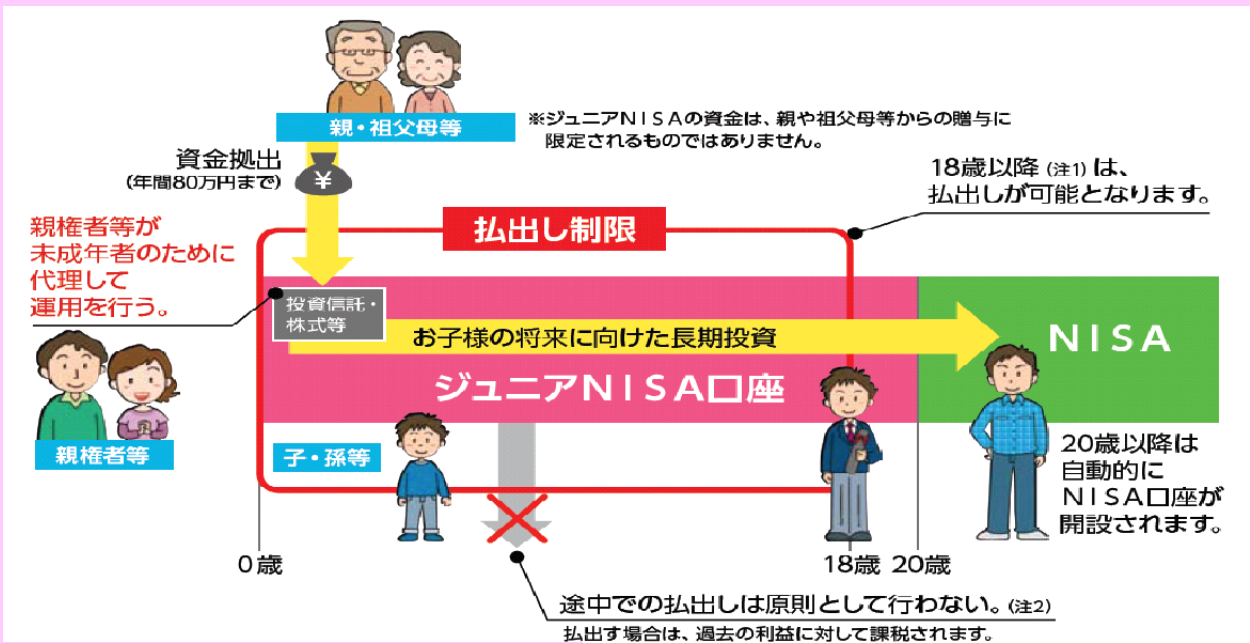 親・祖父母等
※ジュニアNISAの資金は、親や祖父母等からの贈与に
限定されるものではありません。
資金拠出
(年間80万円まで)
¥
18歳以降(注1)は、
払出しが可能となります。
払出し制限
親権者等が
未成年者のために
代理して
運用を行う。
投資信託・
株式等
お子様の将来に向けた長期投資
NISA
ジュニアNISA口座
親権者等
子・孫等
20歳以降は
自動的に
NISA口座が
開設されます。
0歳
18歳
20歳
途中での払出しは原則として行わない。(注2)
払出す場合は、過去の利益に対して課税されます。